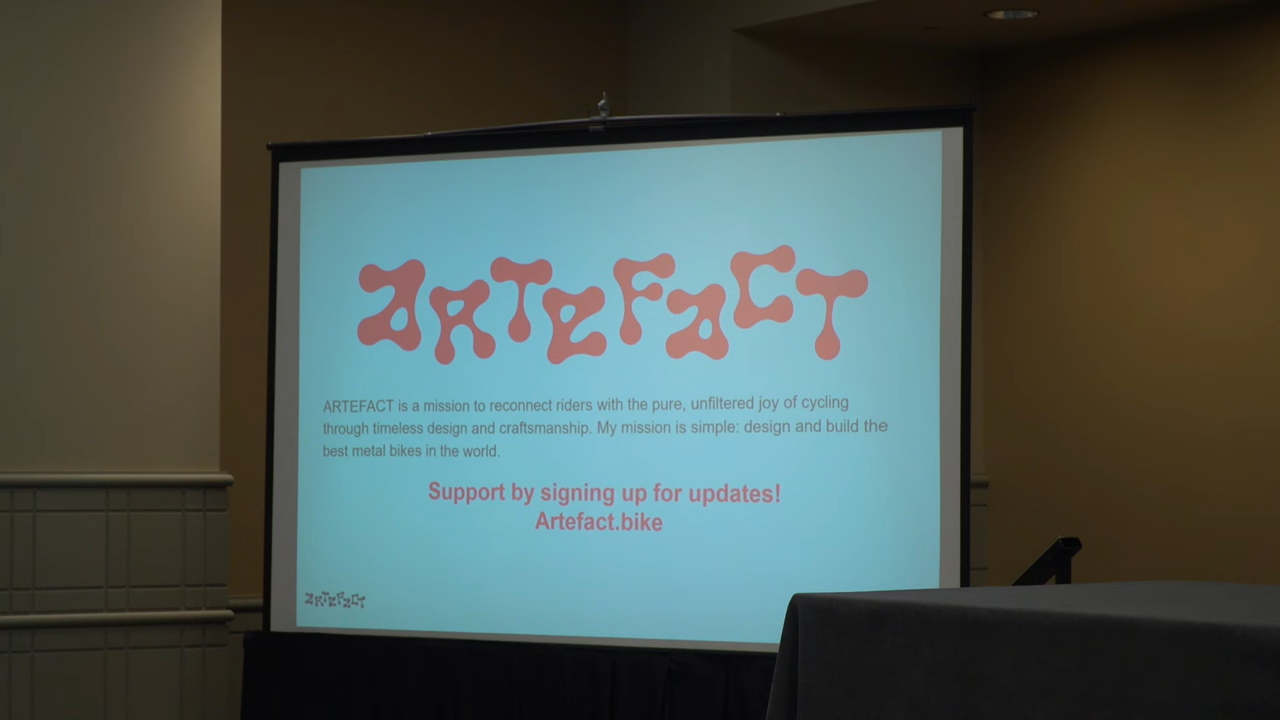 ARTEFACT
ARTEFACT is a mission to reconnect riders with the pure, unfiltered joy of cycling
through timeless design and craftsmanship. My mission is simple: design and build the
best metal bikes in the world.
Support by signing up for updates!
Artefact.bike
ARTEFACT